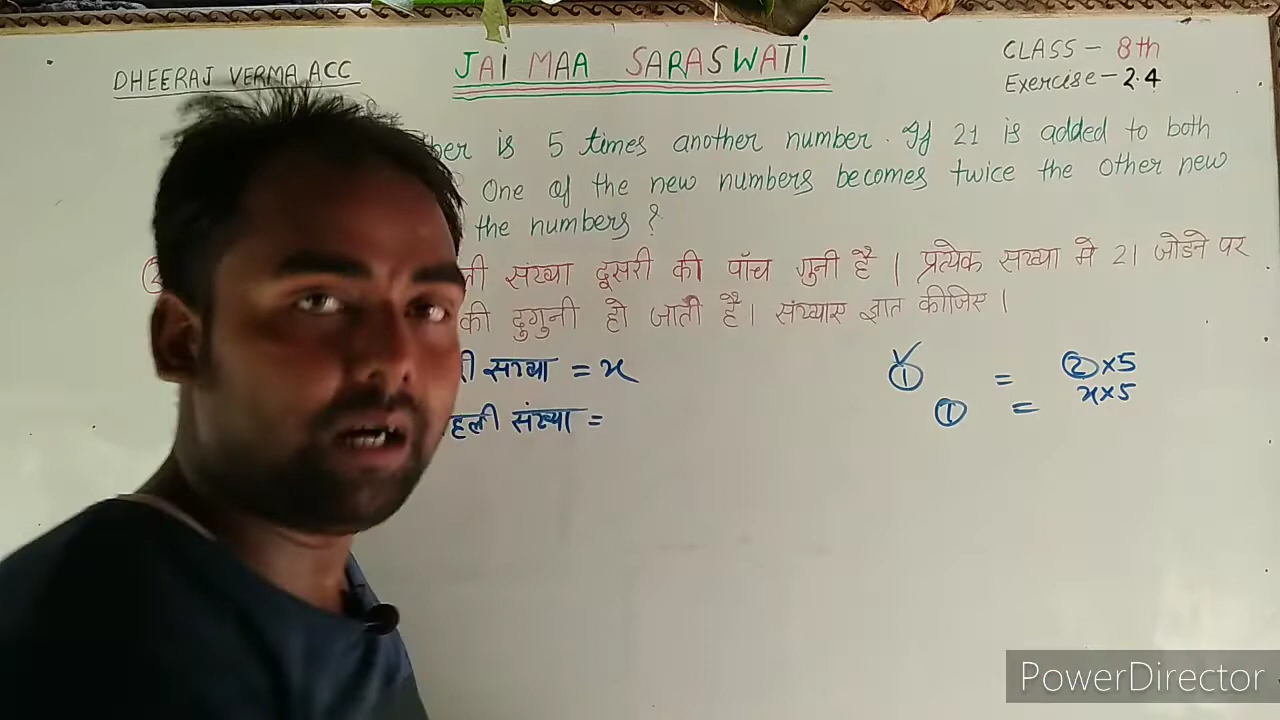 DHEERAJ VERMA ACC
JAI MAA SARASWATI
CLASS - 8th
Exercise - 2.4
is 5 times another number. If 21 is added to both
One of the new numbers becomes twice the other new
the numbers?
संख्या दूसरी की पाँच गुनी है । प्रत्येक संख्या मे 21 जोडने पर
की दुगुनी हो जाती है। संख्याए ज्ञात कीजिए ।
संख्या = x
संख्या =
① = ②×5
① = x×5
PowerDirector